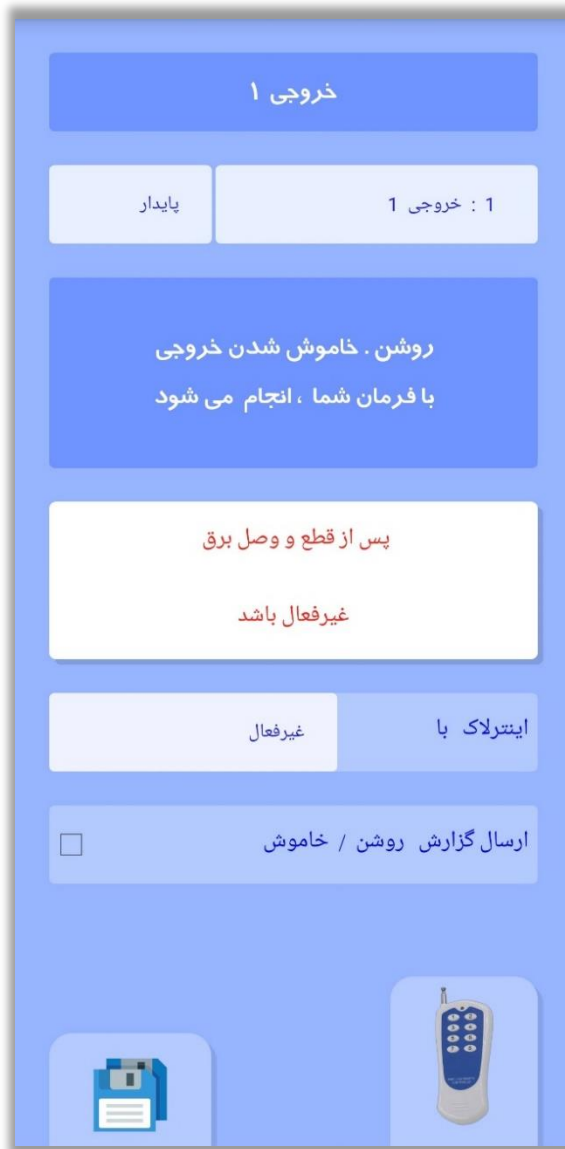 خروجی ۱
1 : خروجی 1
پایدار
روشن . خاموش شدن خروجی
با فرمان شما ، انجام می شود
پس از قطع و وصل برق
غیرفعال باشد
اینترلاک با
غیرفعال
ارسال گزارش روشن / خاموش